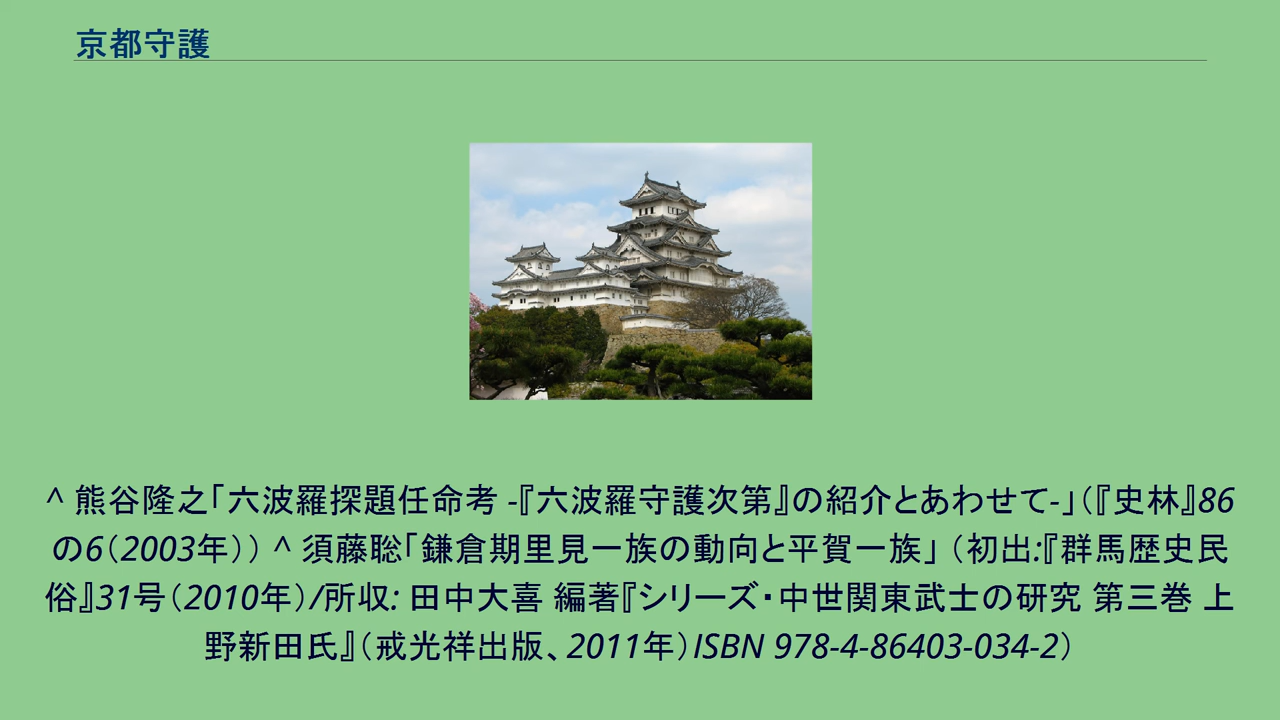 京都守護
^ 熊谷隆之「六波羅探題任命考 -『六波羅守護次第』の紹介とあわせて-」（『史林』86
の6（2003年）） ^ 須藤聡「鎌倉期里見一族の動向と平賀一族」 （初出:『群馬歴史民
俗』31号（2010年）/所収: 田中大喜 編著『シリーズ・中世関東武士の研究 第三巻 上
野新田氏』（戒光祥出版、2011年）ISBN 978-4-86403-034-2）